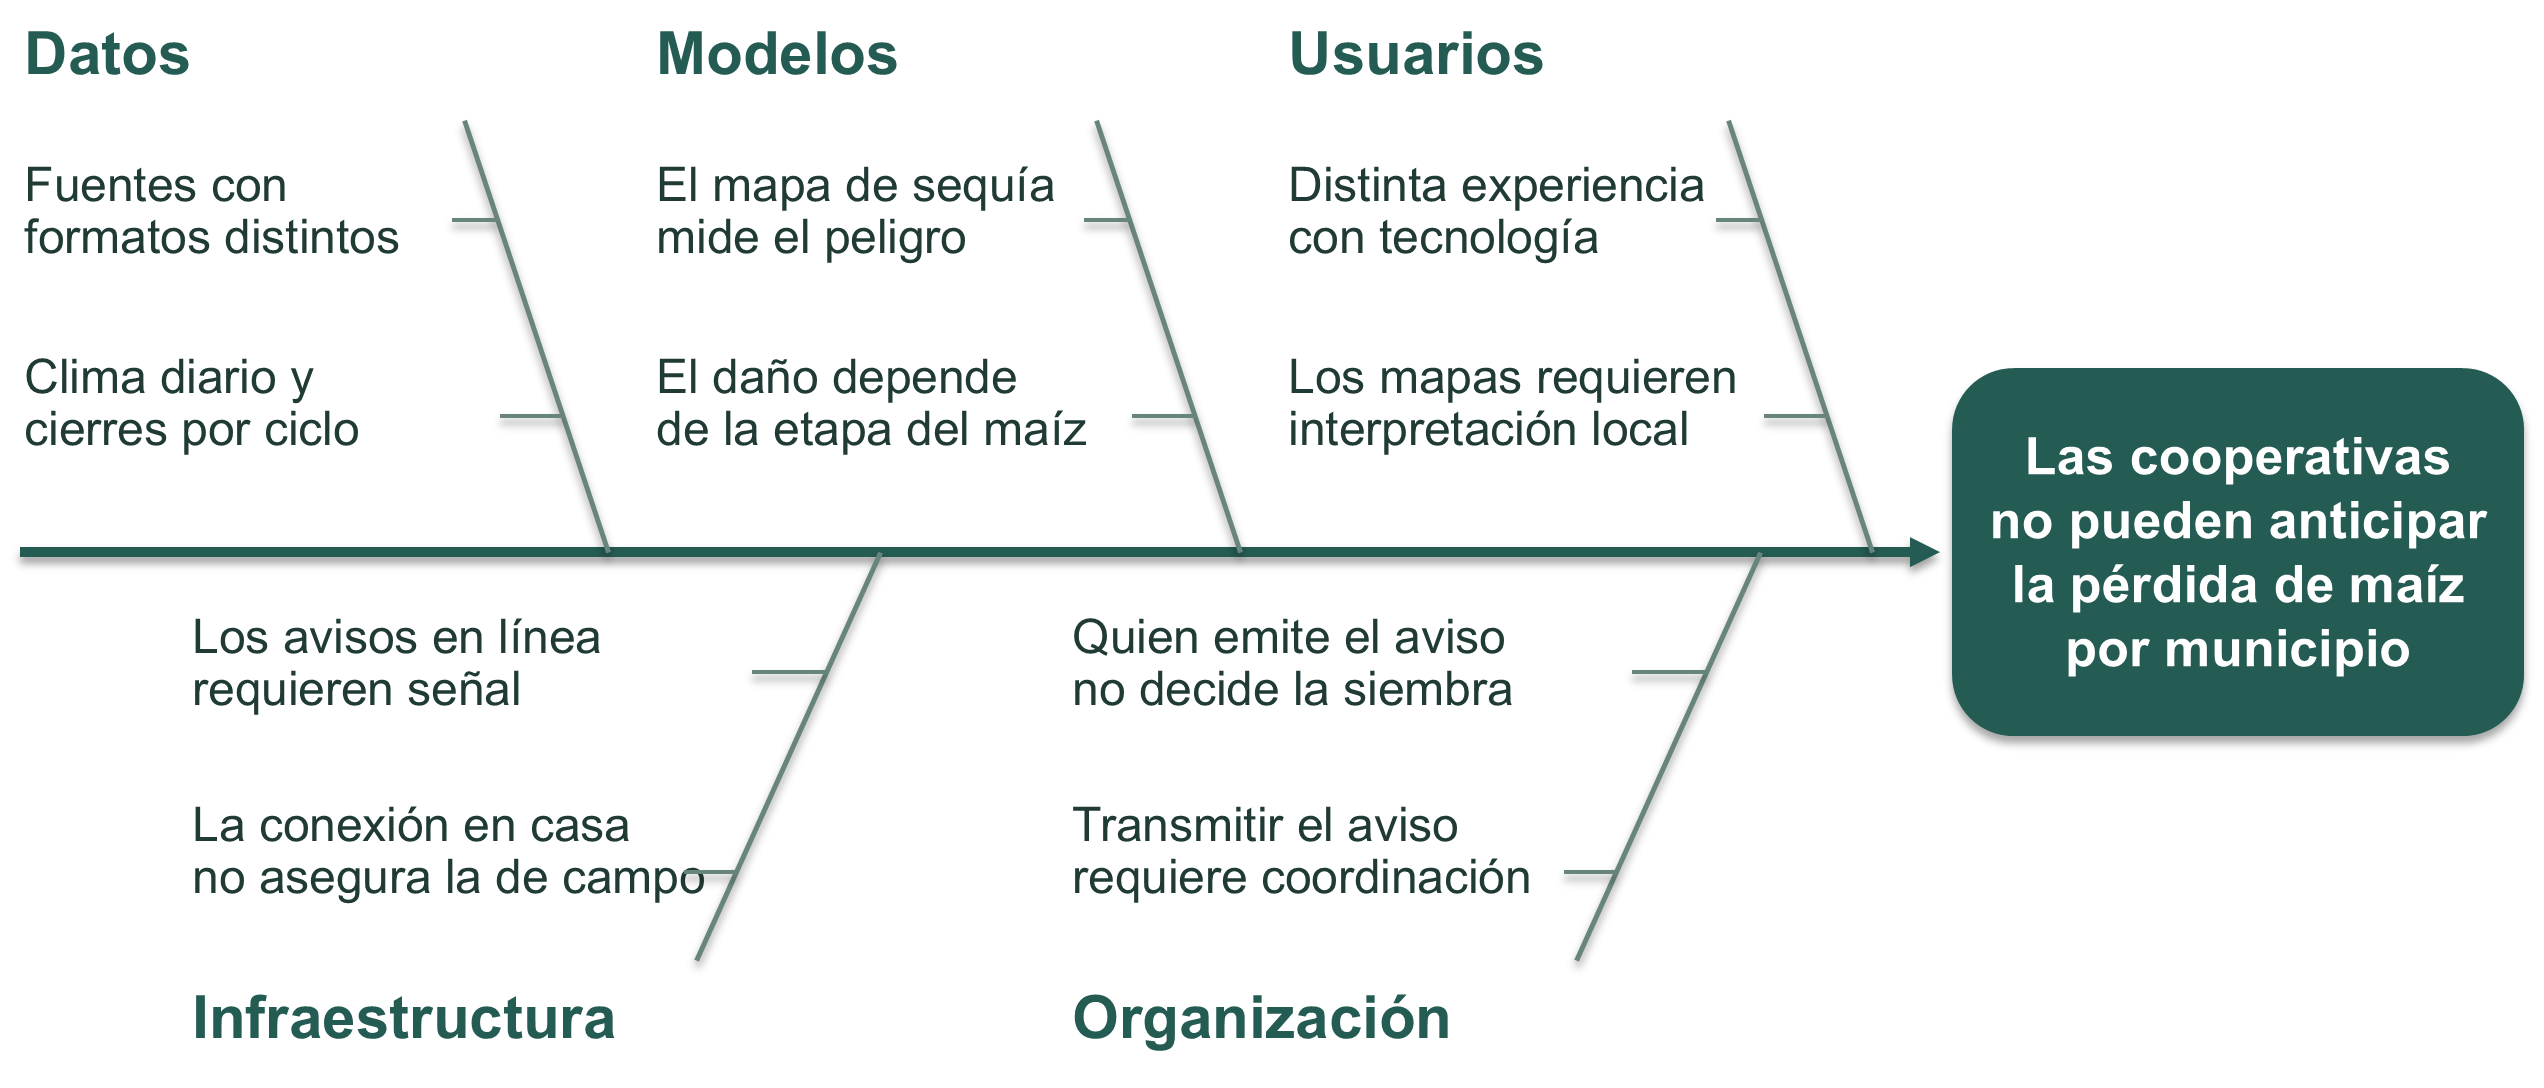 Datos
Fuentes con
formatos distintos
Clima diario y
cierres por ciclo
Modelos
El mapa de sequía
mide el peligro
El daño depende
de la etapa del maíz
Usuarios
Distinta experiencia
con tecnología
Los mapas requieren
interpretación local
Los avisos en línea
requieren señal
La conexión en casa
no asegura la de campo
Infraestructura
Quien emite el aviso
no decide la siembra
Transmitir el aviso
requiere coordinación
Organización
Las cooperativas
no pueden anticipar
la pérdida de maíz
por municipio